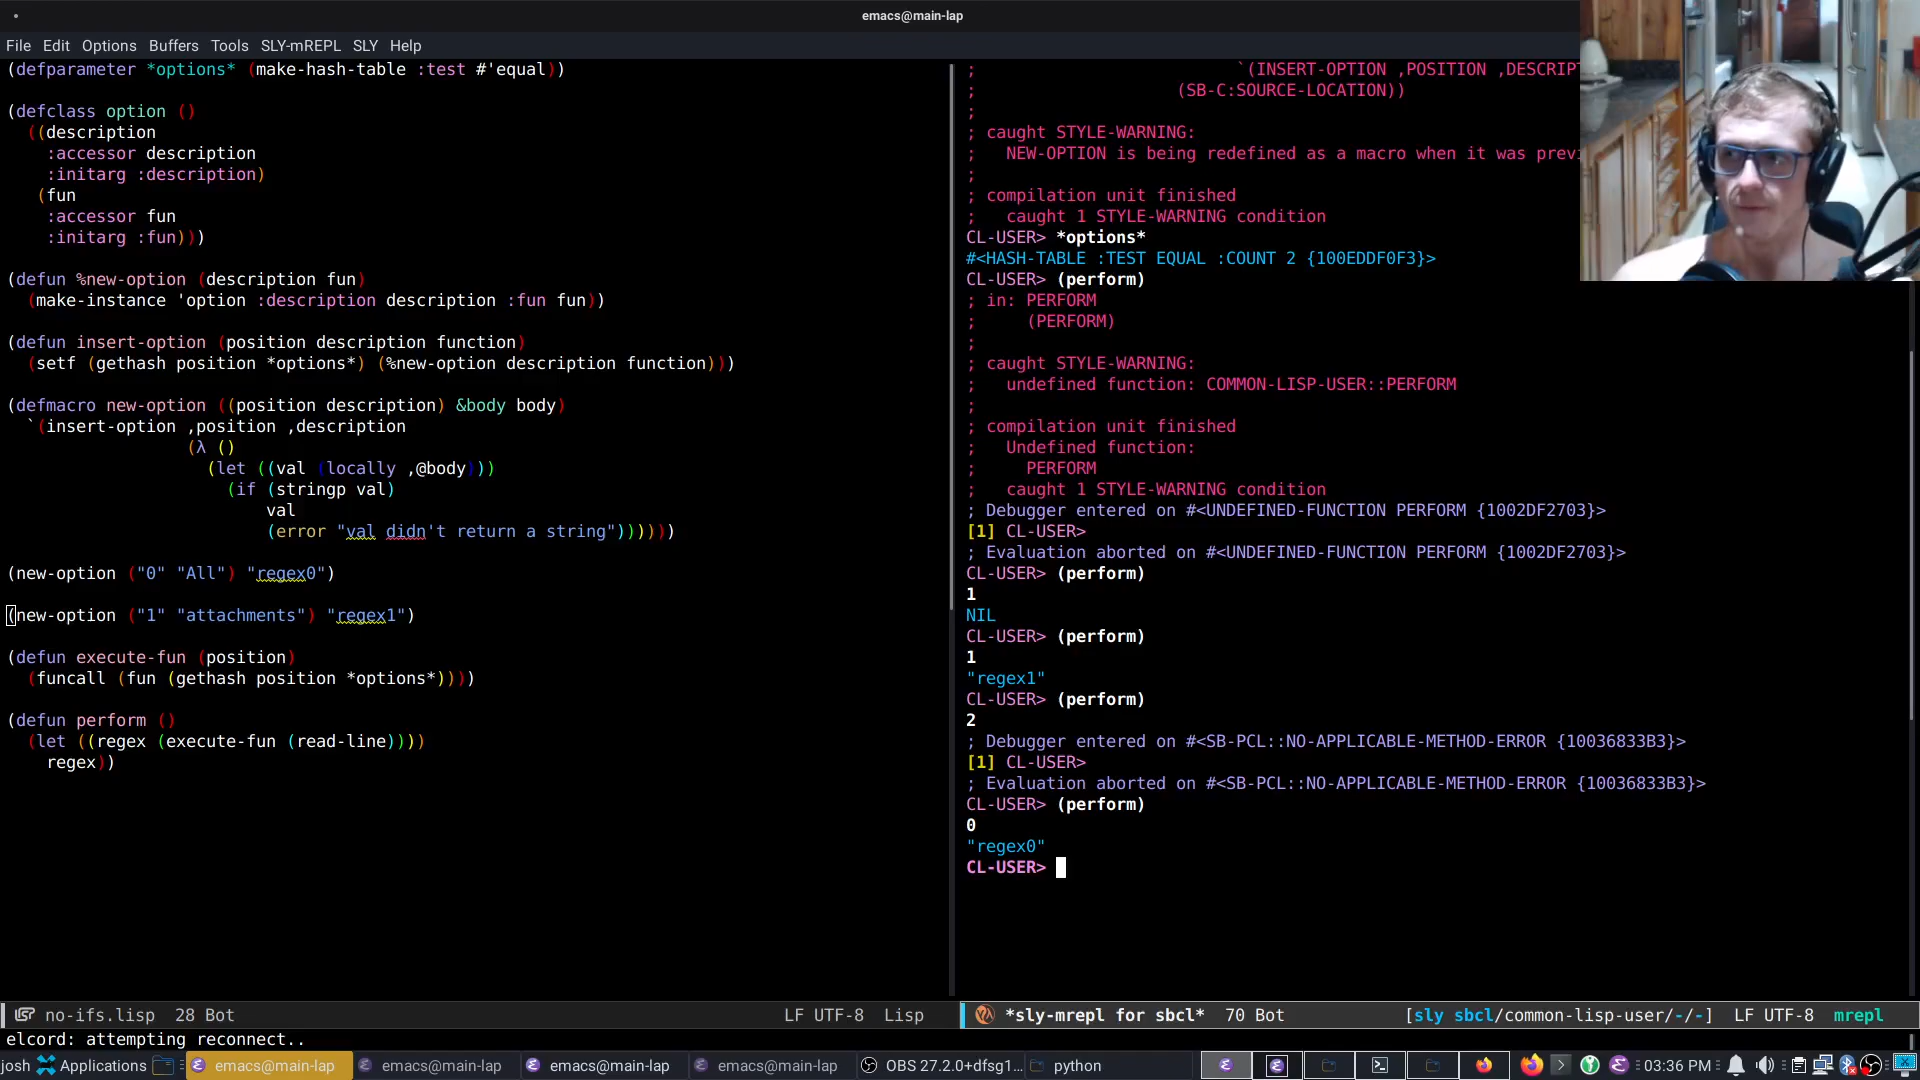 emacs@main-lap
File Edit Options Buffers Tools SLY-mREPL SLY Help
(defparameter *options* (make-hash-table :test #'equal))
(defclass option ()
((description
:accessor description
:initarg :description)
(fun
:accessor fun
:initarg :fun)))
(defun %new-option (description fun)
(make-instance 'option :description description :fun fun))
(defun insert-option (position description function)
(setf (gethash position *options*) (%new-option description function)))
(defmacro new-option ((position description) &body body)
`(insert-option ,position ,description
(λ ()
(let ((val (locally ,@body)))
(if (stringp val)
val
(error "val didn't return a string"))))))
(new-option ("0" "All") "regex0")
(new-option ("1" "attachments") "regex1")
(defun execute-fun (position)
(funcall (fun (gethash position *options*))))
(defun perform ()
(let ((regex (execute-fun (read-line))))
regex))
no-ifs.lisp 28 Bot LF UTF-8 Lisp
; `(INSERT-OPTION ,POSITION ,DESCRIPT
; (SB-C:SOURCE-LOCATION))
;
; caught STYLE-WARNING:
; NEW-OPTION is being redefined as a macro when it was previ
;
; compilation unit finished
; caught 1 STYLE-WARNING condition
CL-USER> *options*
#<HASH-TABLE :TEST EQUAL :COUNT 2 {100EDDF0F3}>
CL-USER> (perform)
; in: PERFORM
; (PERFORM)
;
; caught STYLE-WARNING:
; undefined function: COMMON-LISP-USER::PERFORM
;
; compilation unit finished
; Undefined function:
; PERFORM
; caught 1 STYLE-WARNING condition
; Debugger entered on #<UNDEFINED-FUNCTION PERFORM {1002DF2703}>
[1] CL-USER>
; Evaluation aborted on #<UNDEFINED-FUNCTION PERFORM {1002DF2703}>
CL-USER> (perform)
1
NIL
CL-USER> (perform)
1
"regex1"
CL-USER> (perform)
2
; Debugger entered on #<SB-PCL::NO-APPLICABLE-METHOD-ERROR {10036833B3}>
[1] CL-USER>
; Evaluation aborted on #<SB-PCL::NO-APPLICABLE-METHOD-ERROR {10036833B3}>
CL-USER> (perform)
0
"regex0"
CL-USER>
*sly-mrepl for sbcl* 70 Bot [sly sbcl/common-lisp-user/-/-] LF UTF-8 mrepl
elcord: attempting reconnect..
josh Applications emacs@main-lap emacs@main-lap emacs@main-lap emacs@main-lap OBS 27.2.0+dfsg1... python 03:36 PM